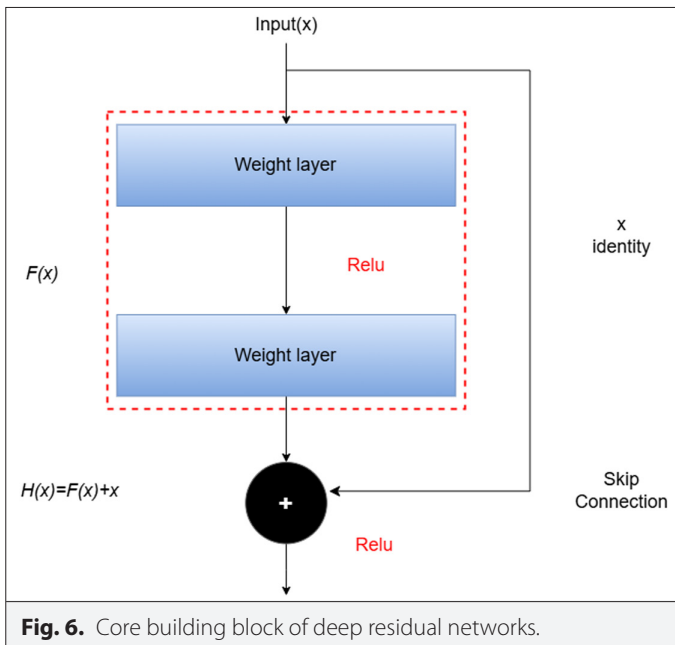 Input(x)
Weight layer
x
identity
Relu
F(x)
Weight layer
H(x)=F(x)+x
+
Skip
Connection
Relu
Fig. 6. Core building block of deep residual networks.